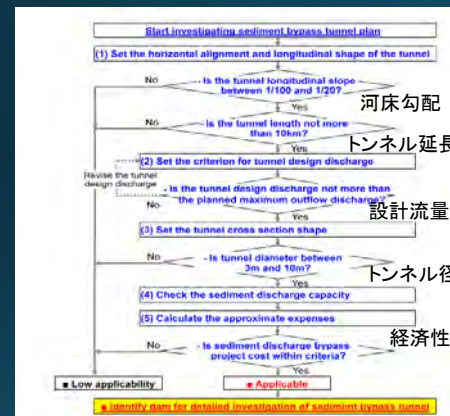 Start investigating sediment bypass tunnel plan
(1) Set the horizontal alignment and longitudinal shape of the tunnel
No
- Is the tunnel longitudinal slope
between 1/100 and 1/20?
Yes
河床勾配
No
- Is the tunnel length not more
than 10km?
Yes
トンネル延長
(2) Set the criterion for tunnel design discharge
Revise the tunnel
design discharge
- Is the tunnel design discharge not more than
the planned maximum outflow discharge?
No
Yes
設計流量
(3) Set the tunnel cross section shape
No
- Is tunnel diameter between
3m and 10m?
Yes
トンネル径
(4) Check the sediment discharge capacity
(5) Calculate the approximate expenses
経済性
No
- Is sediment discharge bypass
project cost within criteria?
Yes
■ Low applicability
■ Applicable
■ Identify dam for detailed investigation of sediment bypass tunnel